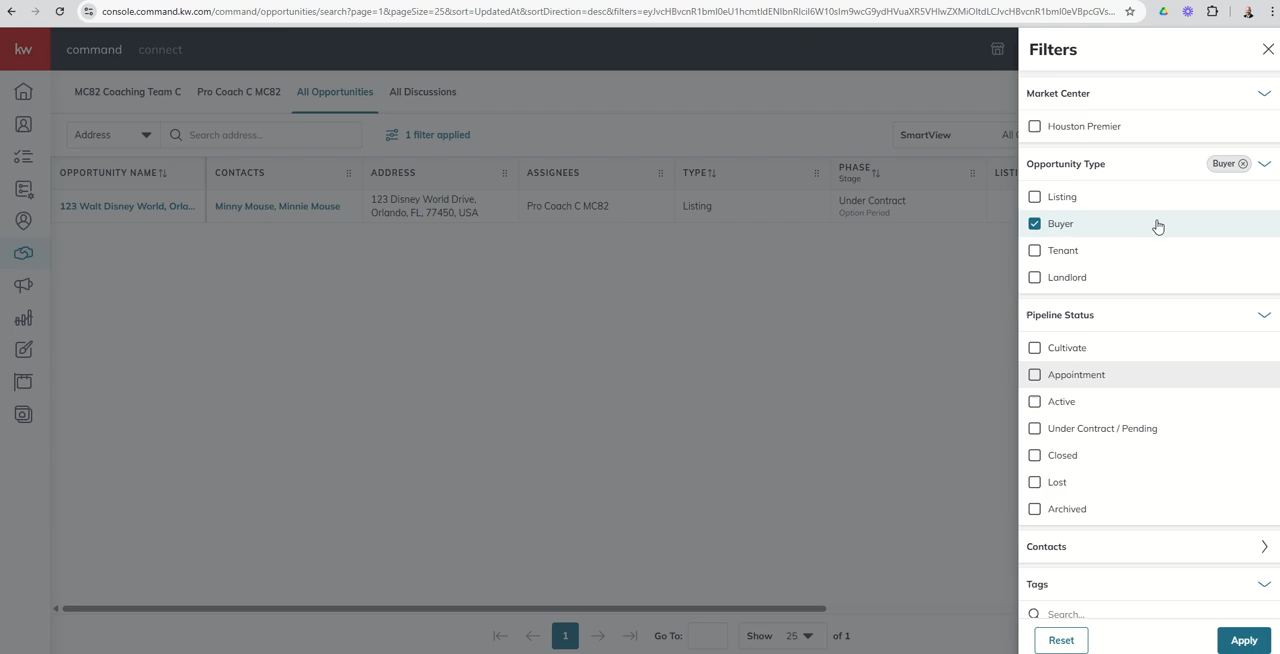 console.command.kw.com/command/opportunities/search?page=1&pageSize=25&sort=UpdatedAt&sortDirection=desc&filters=
kw
command connect
Filters
MC82 Coaching Team C Pro Coach C MC82 All Opportunities All Discussions
Market Center
Address Search address... 1 filter applied SmartView
Houston Premier
OPPORTUNITY NAME CONTACTS ADDRESS ASSIGNEES TYPE PHASE
Stage
Opportunity Type Buyer
123 Walt Disney World, Orla... Minny Mouse, Minnie Mouse 123 Disney World Drive,
Orlando, FL, 77450, USA Pro Coach C MC82 Listing Under Contract
Option Period
Listing
Buyer
Tenant
Landlord
Pipeline Status
Cultivate
Appointment
Active
Under Contract / Pending
Closed
Lost
Archived
Contacts
Tags
Search...
1 Go To: Show 25 of 1
Reset Apply